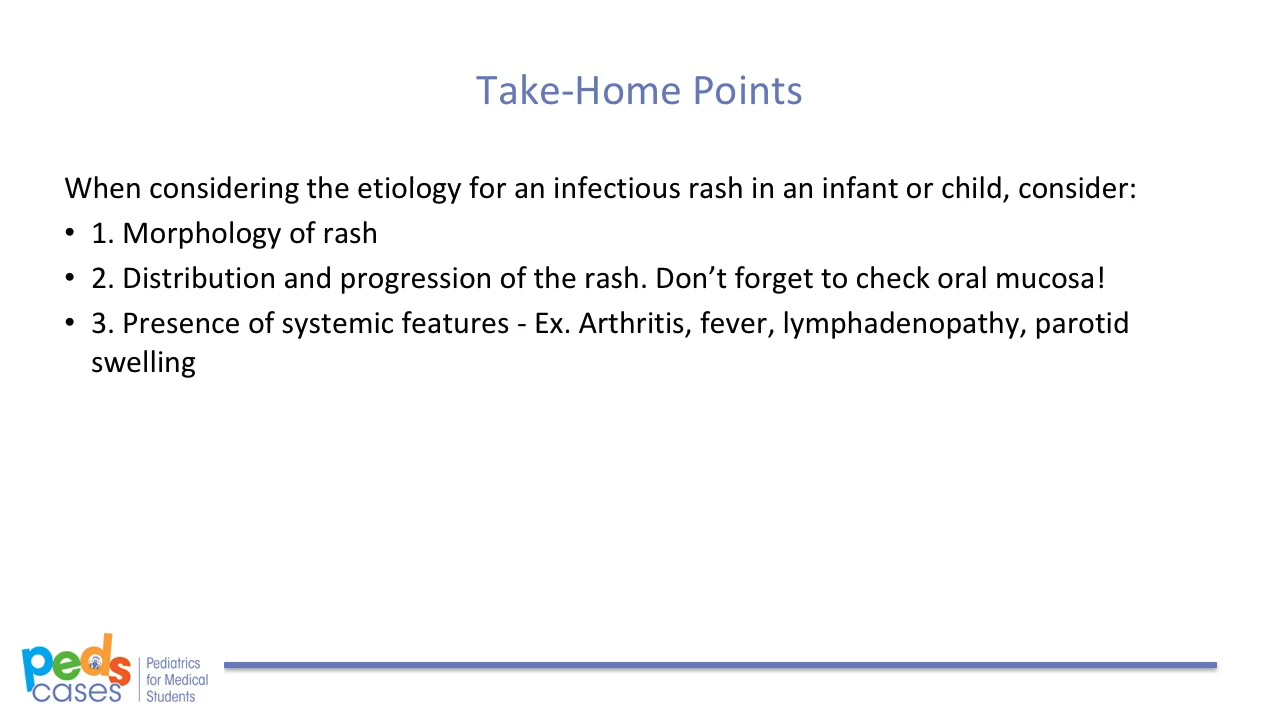 Take-Home Points
When considering the etiology for an infectious rash in an infant or child, consider:
• 1. Morphology of rash
• 2. Distribution and progression of the rash. Don’t forget to check oral mucosa!
• 3. Presence of systemic features - Ex. Arthritis, fever, lymphadenopathy, parotid
swelling
peds
cases
Pediatrics
for Medical
Students